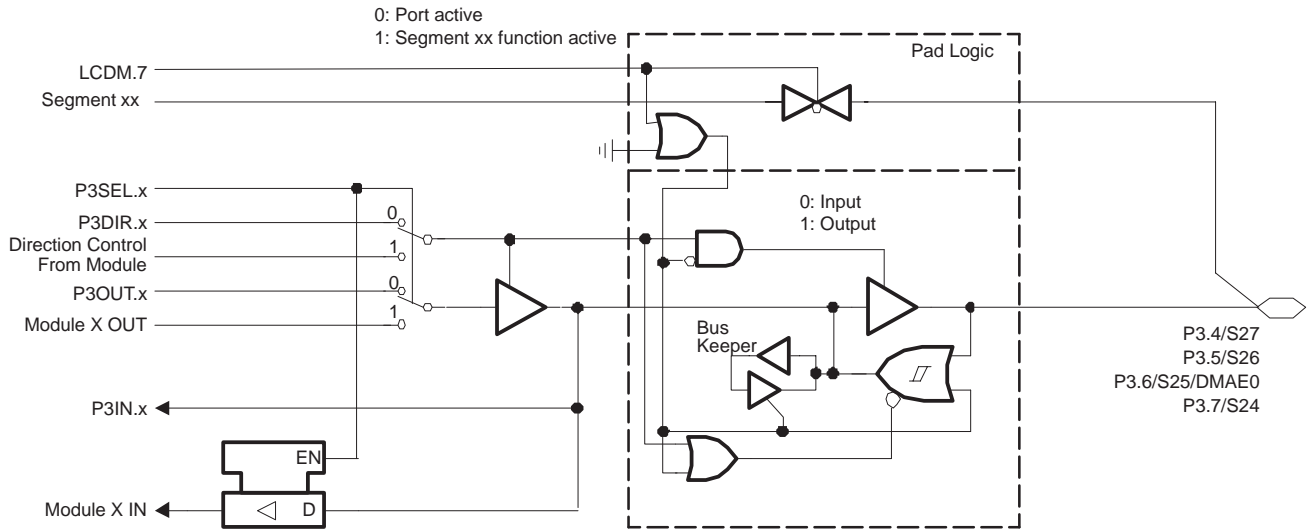 0: Port active
1: Segment xx function active
Pad Logic
LCDM.7
Segment xx
P3SEL.x
0: Input
1: Output
P3DIR.x
0
Direction Control
From Module
1
P3OUT.x
0
Module X OUT
1
Bus
Keeper
P3.4/S27
P3.5/S26
P3.6/S25/DMAE0
P3.7/S24
P3IN.x
EN
Module X IN
D